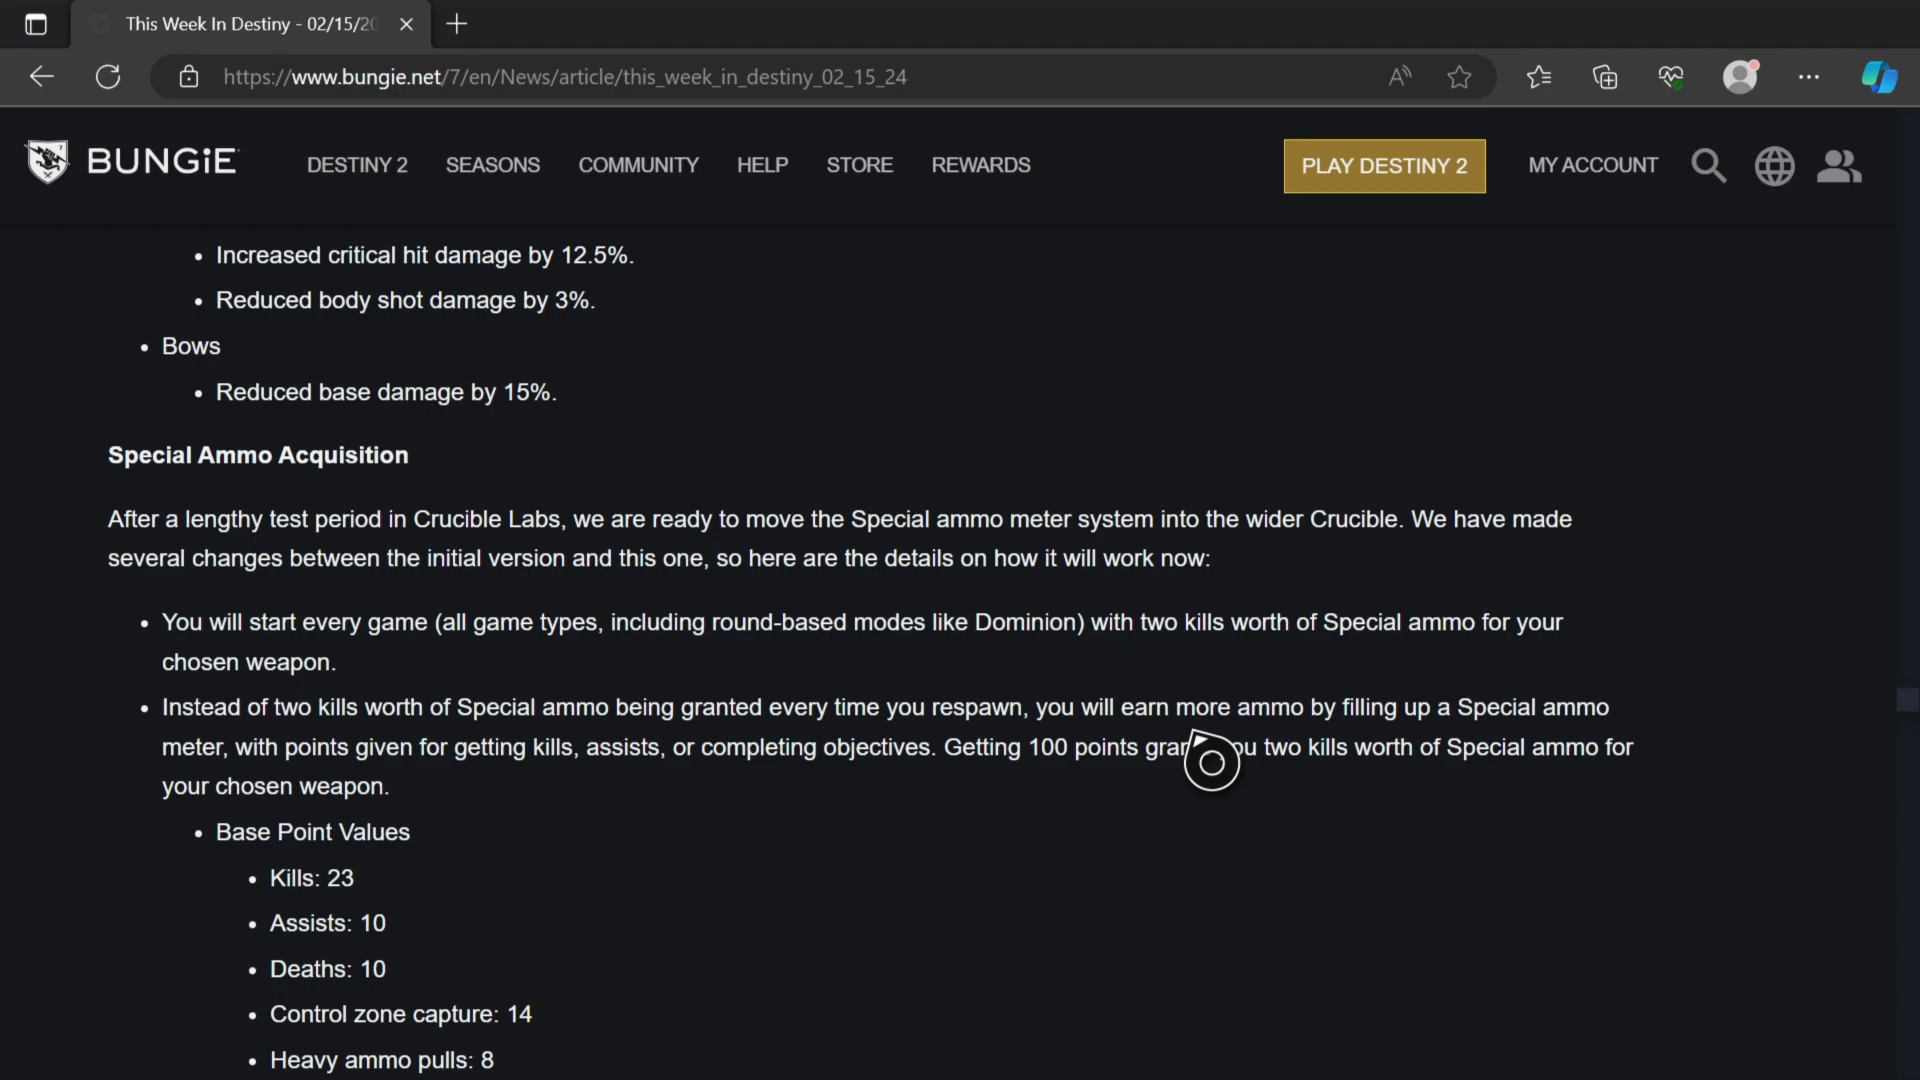 This Week In Destiny - 02/15/20
https://www.bungie.net/7/en/News/article/this_week_in_destiny_02_15_24
BUNGiE
DESTINY 2 SEASONS COMMUNITY HELP STORE REWARDS PLAY DESTINY 2 MY ACCOUNT
• Increased critical hit damage by 12.5%.
• Reduced body shot damage by 3%.
• Bows
• Reduced base damage by 15%.
Special Ammo Acquisition
After a lengthy test period in Crucible Labs, we are ready to move the Special ammo meter system into the wider Crucible. We have made
several changes between the initial version and this one, so here are the details on how it will work now:
• You will start every game (all game types, including round-based modes like Dominion) with two kills worth of Special ammo for your
chosen weapon.
• Instead of two kills worth of Special ammo being granted every time you respawn, you will earn more ammo by filling up a Special ammo
meter, with points given for getting kills, assists, or completing objectives. Getting 100 points two kills worth of Special ammo for
your chosen weapon.
• Base Point Values
• Kills: 23
• Assists: 10
• Deaths: 10
• Control zone capture: 14
• Heavy ammo pulls: 8